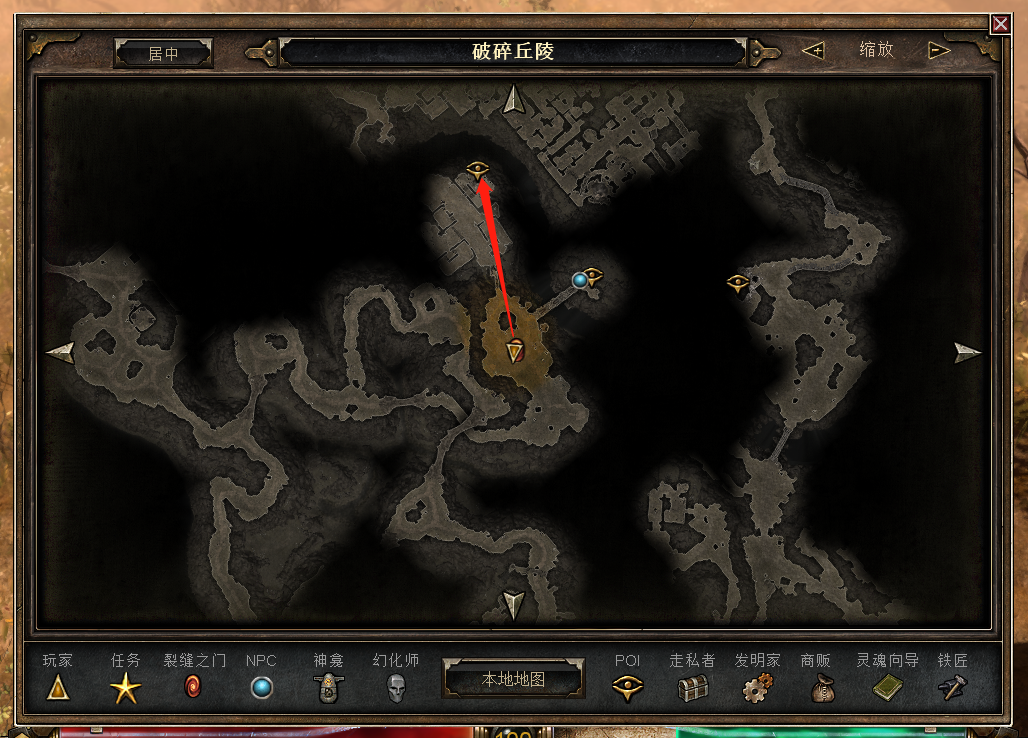 居中
破碎丘陵
缩放
玩家
任务
裂缝之门
NPC
神龛
幻化师
本地地图
POI
走私者
发明家
商贩
灵魂向导
铁匠